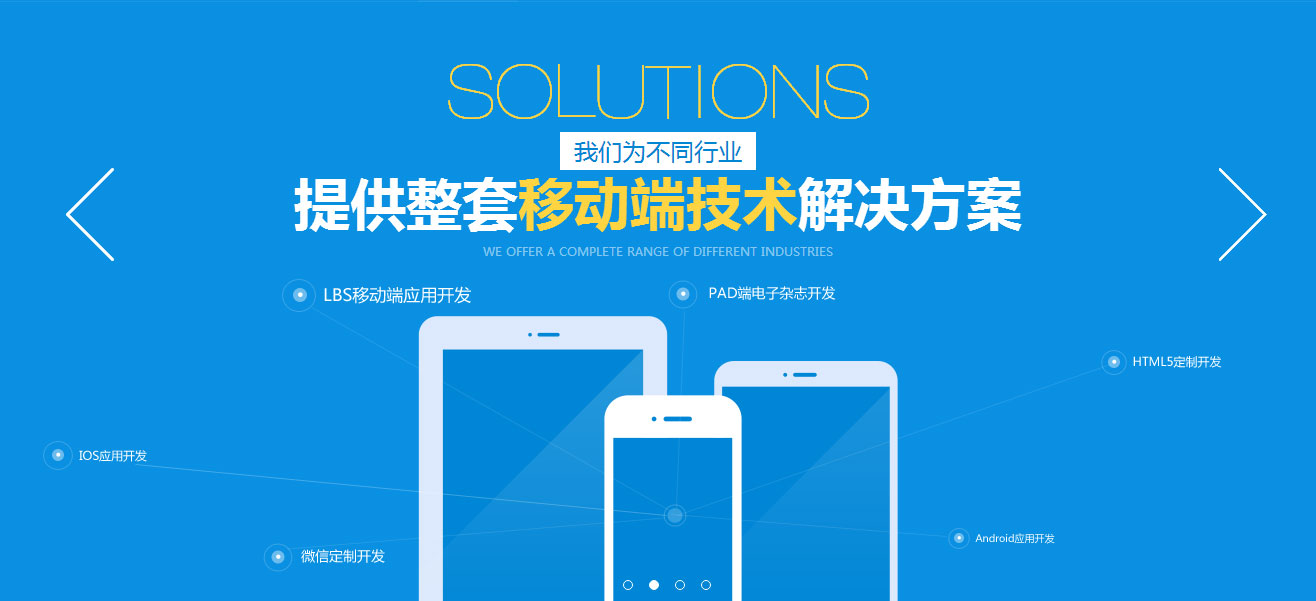 SOLUTIONS
我们为不同行业
提供整套移动端技术解决方案
WE OFFER A COMPLETE RANGE OF DIFFERENT INDUSTRIES
LBS移动端应用开发
PAD端电子杂志开发
HTML5定制开发
IOS应用开发
Android应用开发
微信定制开发